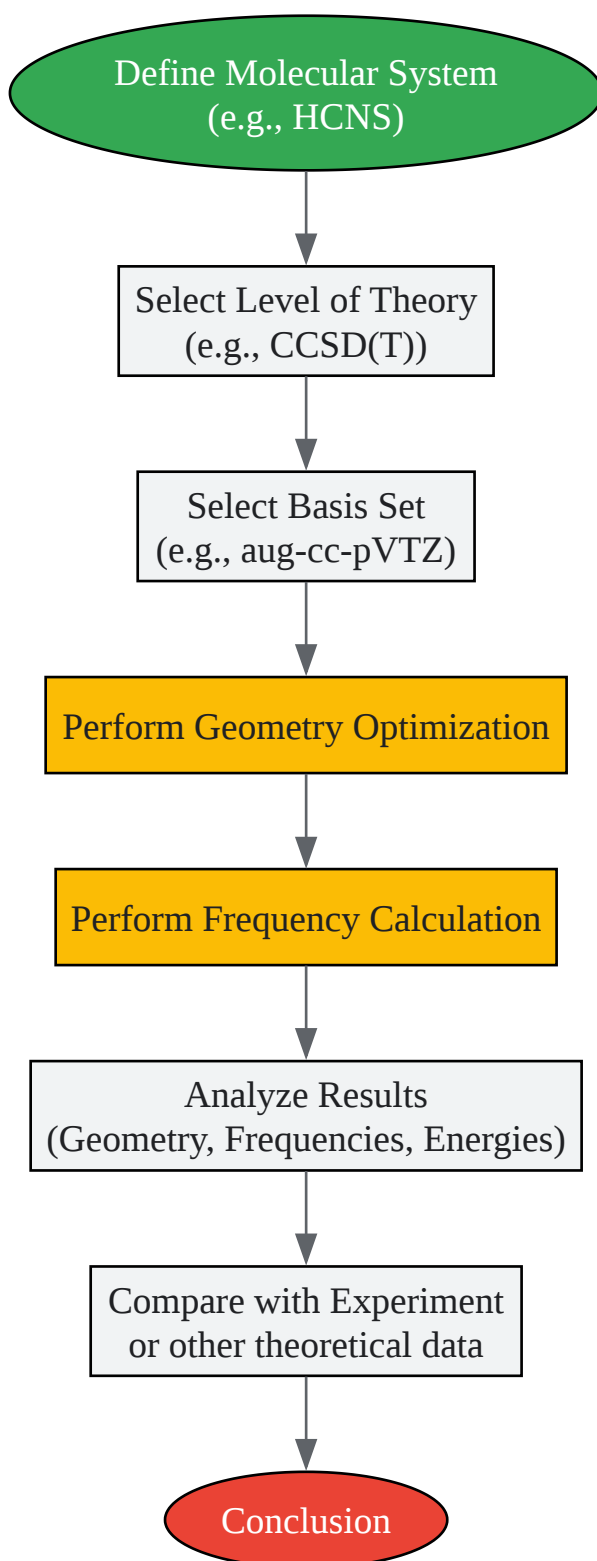 Define Molecular System
(e.g., HCNS)
Select Level of Theory
(e.g., CCSD(T))
Select Basis Set
(e.g., aug-cc-pVTZ)
Perform Geometry Optimization
Perform Frequency Calculation
Analyze Results
(Geometry, Frequencies, Energies)
Compare with Experiment
or other theoretical data
Conclusion